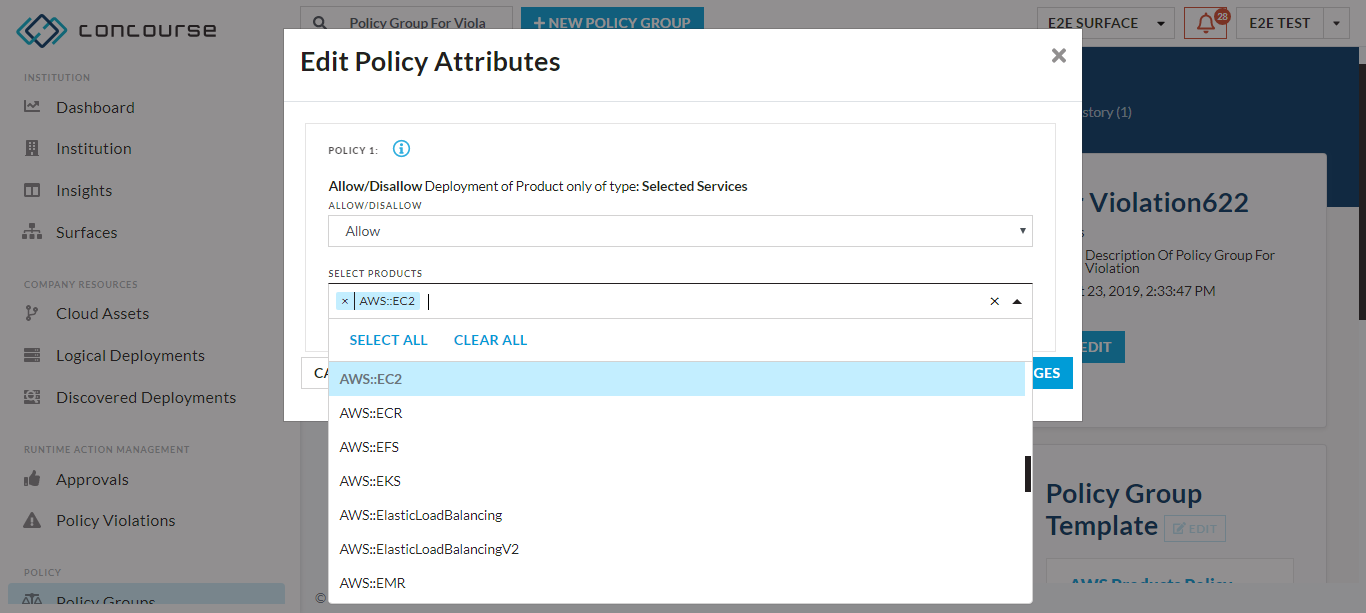 concourse
Policy Group For Viola
+ NEW POLICY GROUP
E2E SURFACE
28
E2E TEST
INSTITUTION
Dashboard
Institution
Insights
Surfaces
COMPANY RESOURCES
Cloud Assets
Logical Deployments
Discovered Deployments
RUNTIME ACTION MANAGEMENT
Approvals
Policy Violations
POLICY
Policy Groups
Edit Policy Attributes
×
POLICY 1:
Allow/Disallow Deployment of Product only of type: Selected Services
ALLOW/DISALLOW
Allow
SELECT PRODUCTS
× AWS::EC2
×
SELECT ALL CLEAR ALL
AWS::EC2
AWS::ECR
AWS::EFS
AWS::EKS
AWS::ElasticLoadBalancing
AWS::ElasticLoadBalancingV2
AWS::EMR
CA
GES
©
story (1)
Violation622
Description Of Policy Group For
Violation
23, 2019, 2:33:47 PM
EDIT
Policy Group
Template
EDIT
AWS Products Policy